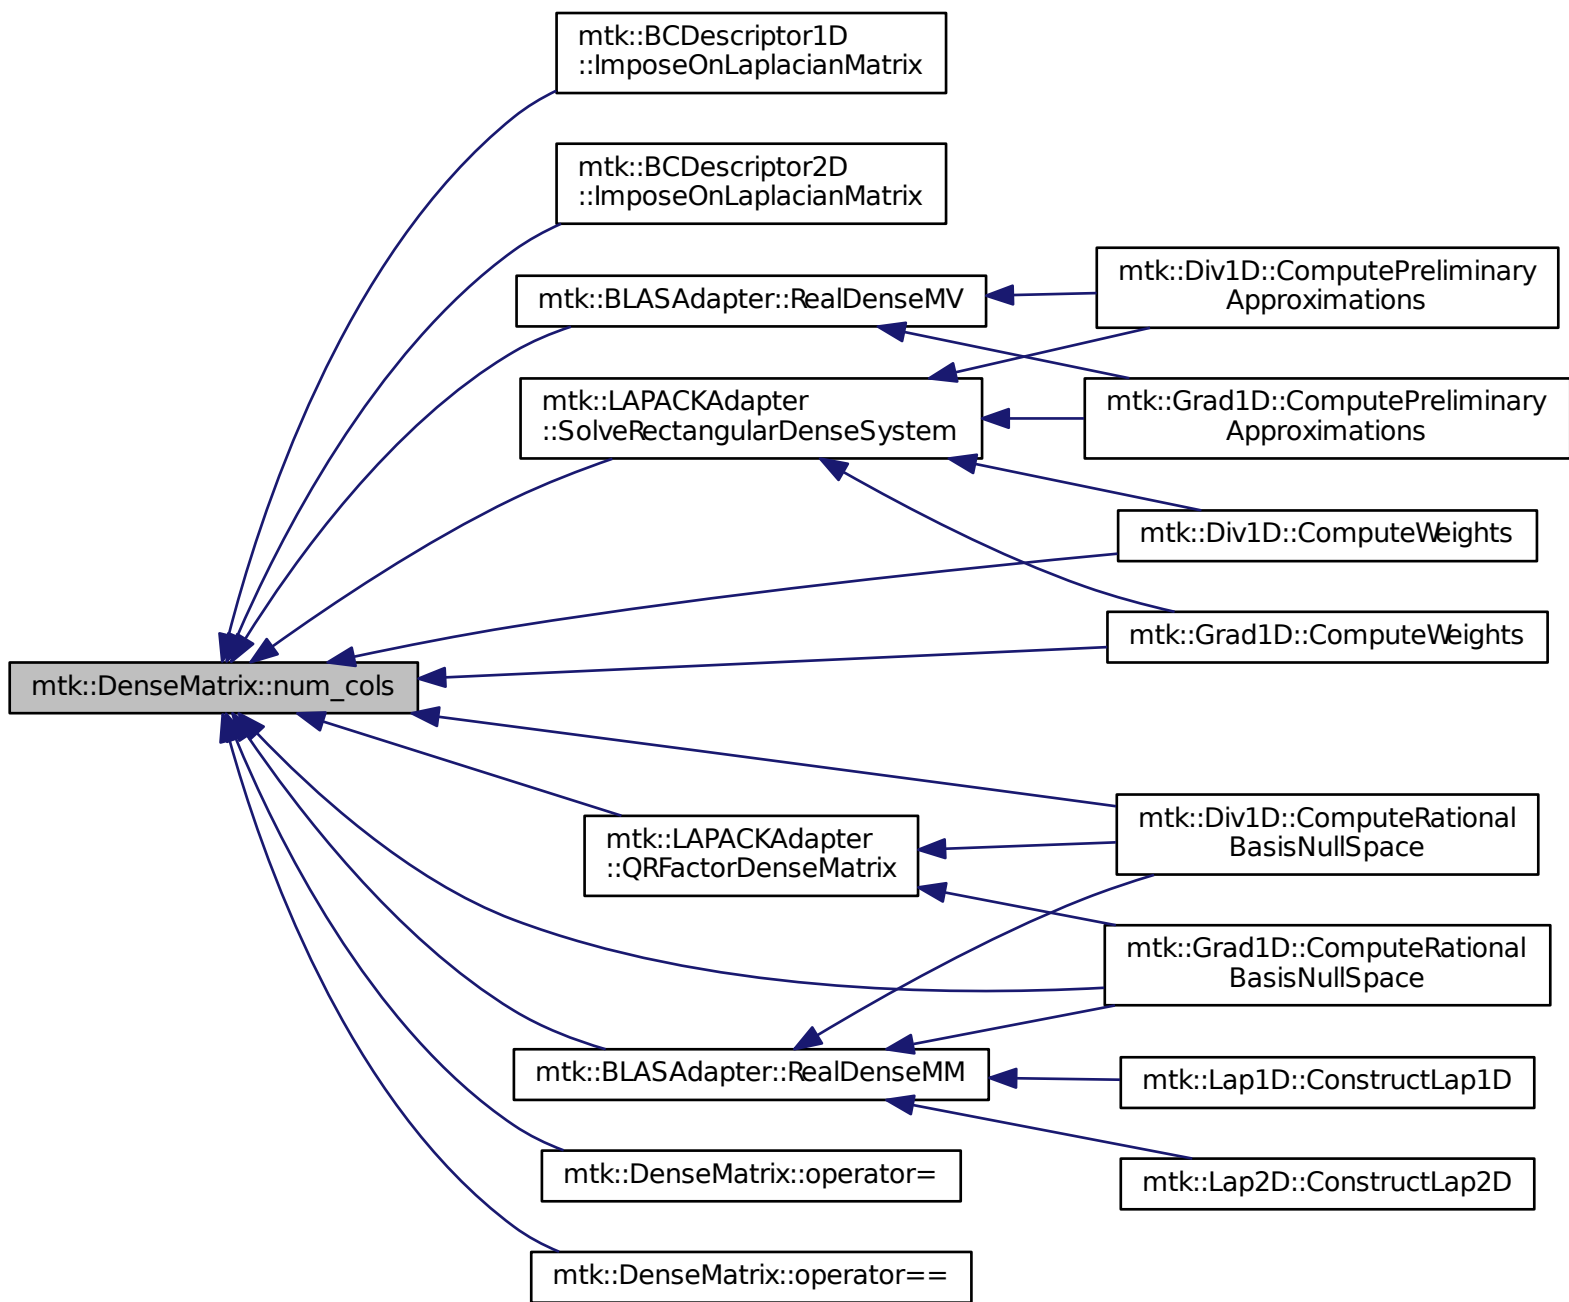 mtk::BCDescriptor1D
::ImposeOnLaplacianMatrix
mtk::BCDescriptor2D
::ImposeOnLaplacianMatrix
mtk::BLASAdapter::RealDenseMV
mtk::Div1D::ComputePreliminary
Approximations
mtk::LAPACKAdapter
::SolveRectangularDenseSystem
mtk::Grad1D::ComputePreliminary
Approximations
mtk::Div1D::ComputeWeights
mtk::Grad1D::ComputeWeights
mtk::DenseMatrix::num_cols
mtk::Div1D::ComputeRational
BasisNullSpace
mtk::LAPACKAdapter
::QRFactorDenseMatrix
mtk::Grad1D::ComputeRational
BasisNullSpace
mtk::BLASAdapter::RealDenseMM
mtk::Lap1D::ConstructLap1D
mtk::DenseMatrix::operator=
mtk::Lap2D::ConstructLap2D
mtk::DenseMatrix::operator==